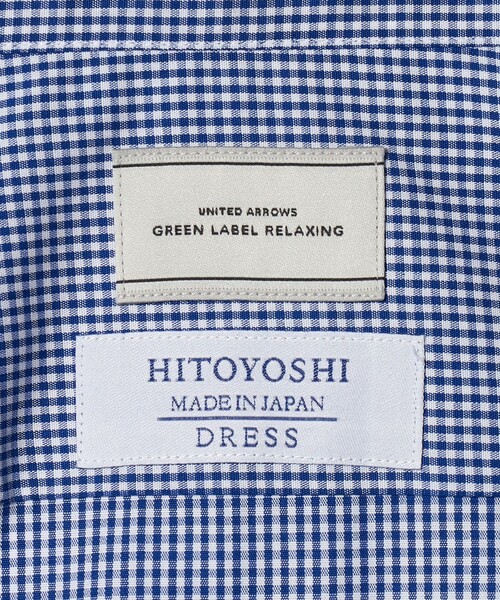 UNITED ARROWS
GREEN LABEL RELAXING
HITOYOSHI
MADE IN JAPAN
DRESS